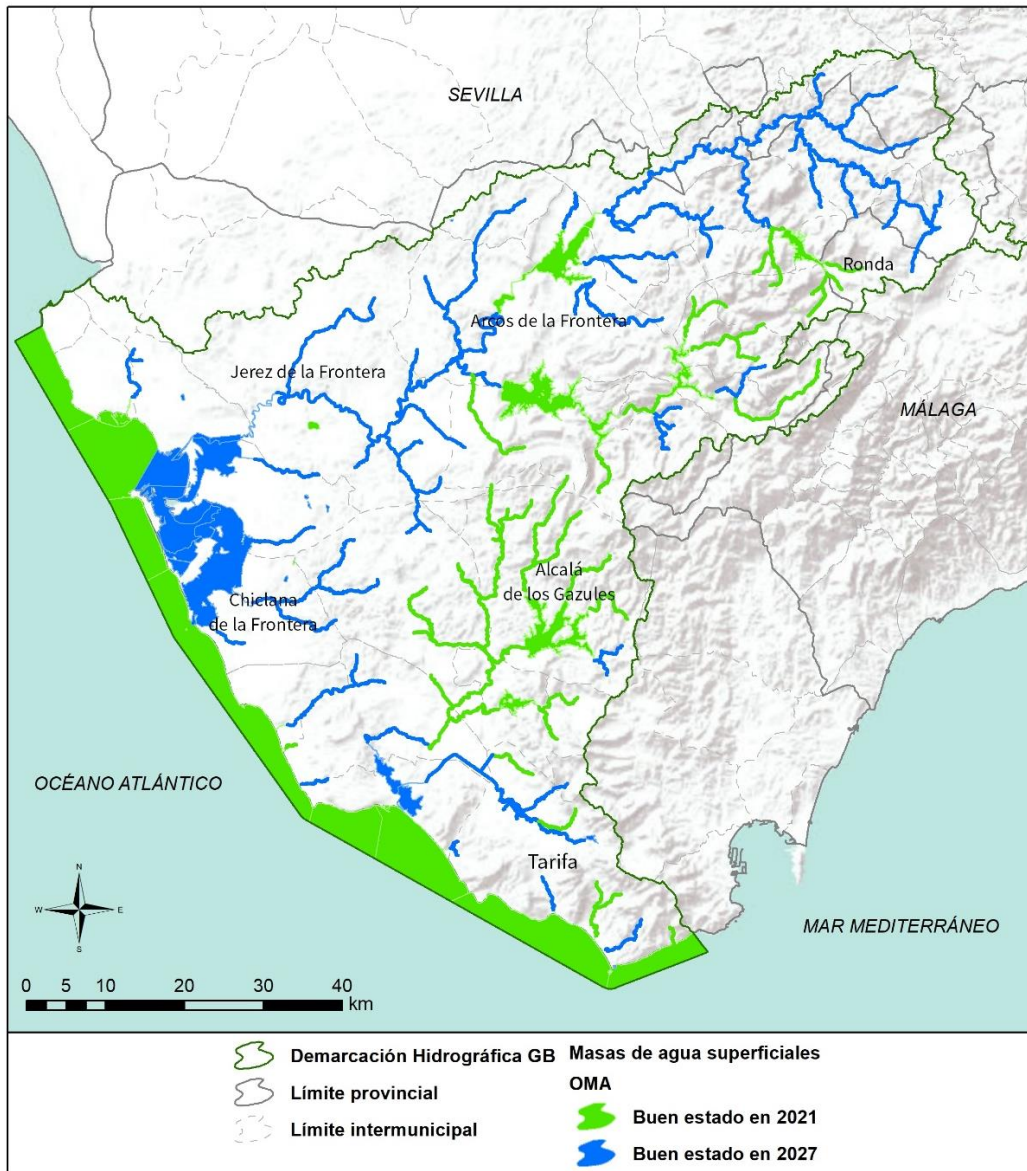 SEVILLA
Ronda
Arcos de la Frontera
Jerez de la Frontera
MÁLAGA
Alcalá
de los Gazules
Chiclana
de la Frontera
OCÉANO ATLÁNTICO
Tarifa
MAR MEDITERRÁNEO
N
W
E
S
0 5 10 20 30 40
km
Demarcación Hidrográfica GB
Límite provincial
Límite intermunicipal
Masas de agua superficiales
OMA
Buen estado en 2021
Buen estado en 2027